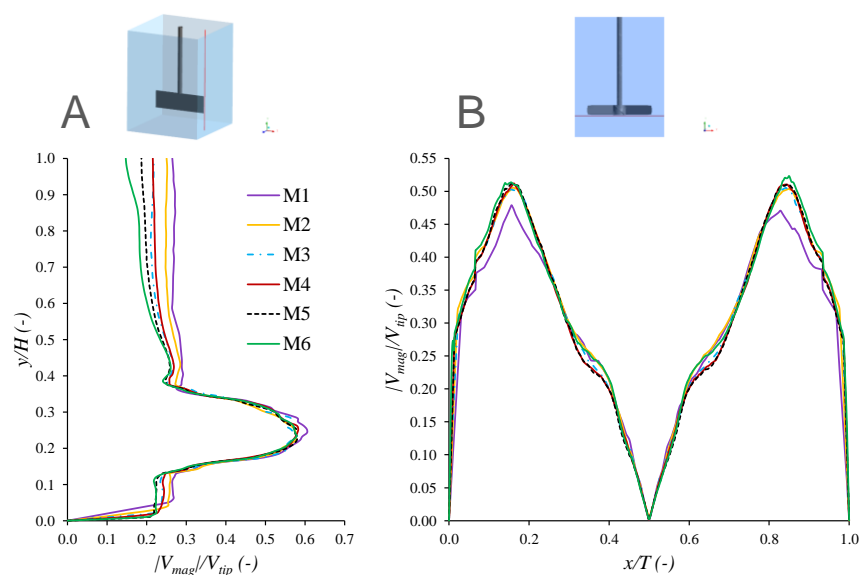 A
B
1.0
0.9
0.8
0.7
0.6
0.5
0.4
0.3
0.2
0.1
0.0
y/H (-)
M1
M2
M3
M4
M5
M6
0.0 0.1 0.2 0.3 0.4 0.5 0.6 0.7
|V_mag|/V_tip (-)
0.55
0.50
0.45
0.40
0.35
0.30
0.25
0.20
0.15
0.10
0.05
0.00
|V_mag|/V_tip (-)
0.0 0.2 0.4 0.6 0.8 1.0
x/T (-)